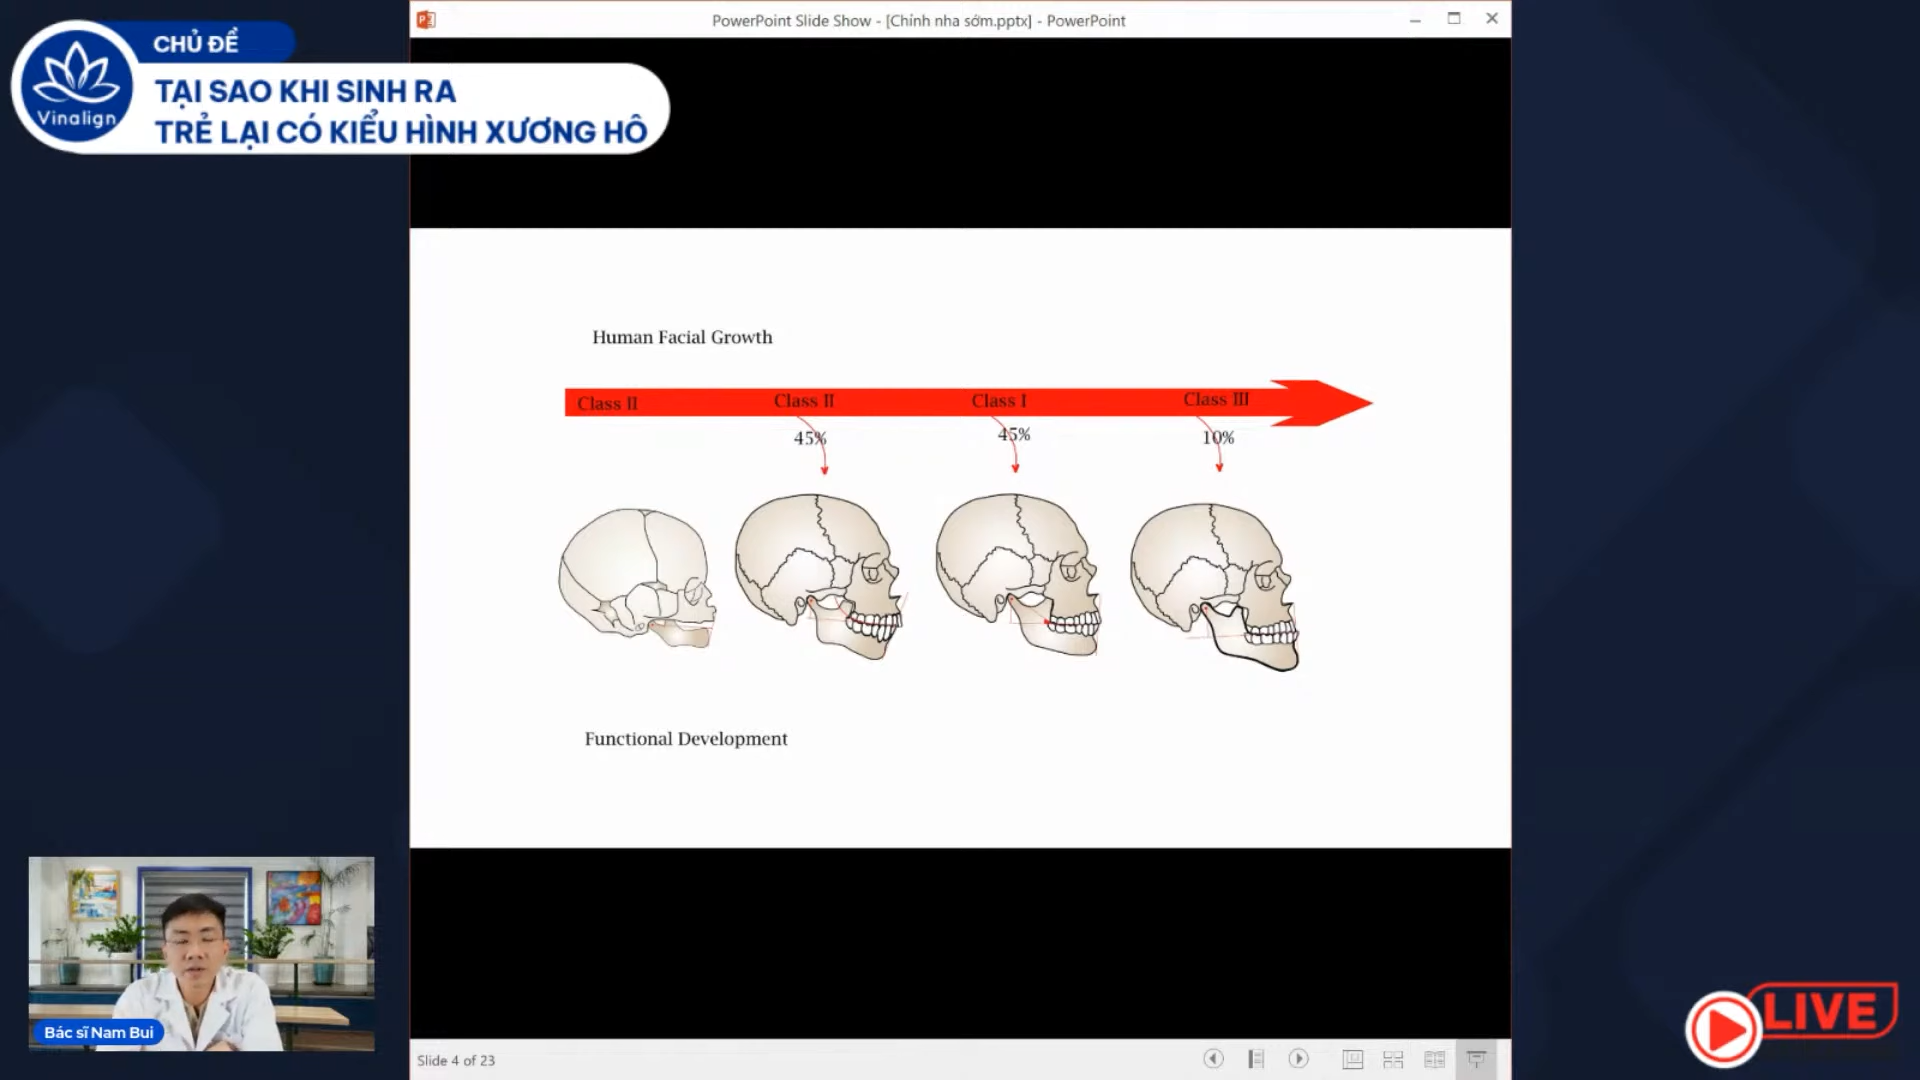 PowerPoint Slide Show - [Chỉnh nha sớm.pptx] - PowerPoint
CHỦ ĐỀ
TẠI SAO KHI SINH RA
TRẺ LẠI CÓ KIỂU HÌNH XƯƠNG HÔ
Vinalign
Human Facial Growth
Class II
Class II
Class I
Class III
45%
45%
10%
Functional Development
Bác sĩ Nam Bui
LIVE
Slide 4 of 23